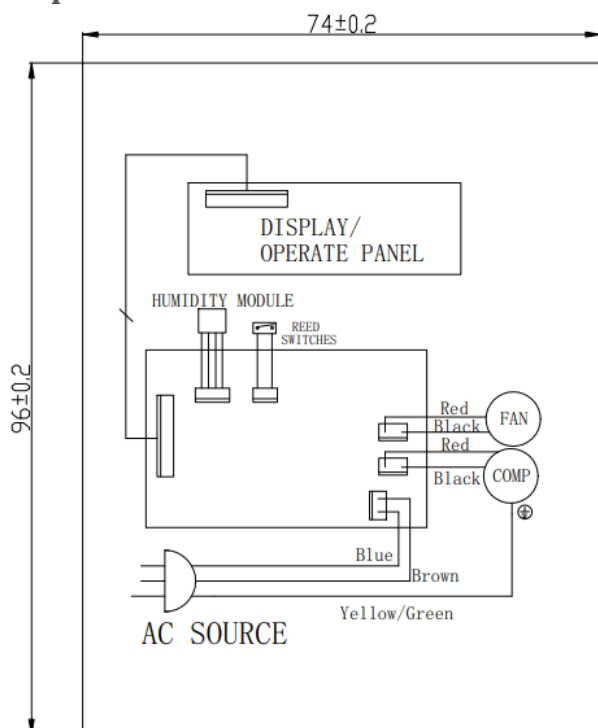 74±0.2
96±0.2
DISPLAY/
OPERATE PANEL
HUMIDITY MODULE
REED
SWITCHES
Red
Black
FAN
Red
Black
COMP
Blue
Brown
Yellow/Green
AC SOURCE